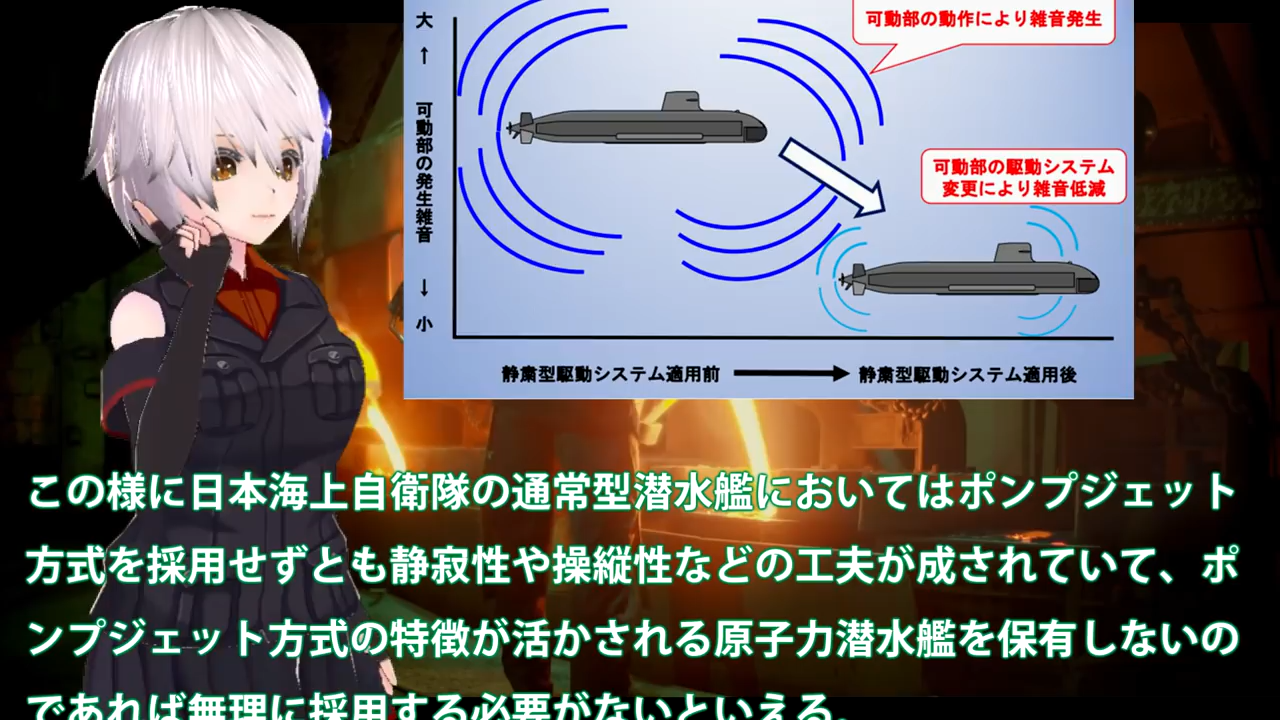 大
↑
可動部の発生雑音
↓
小
可動部の動作により雑音発生
可動部の駆動システム
変更により雑音低減
静粛型駆動システム適用前
静粛型駆動システム適用後
この様に日本海上自衛隊の通常型潜水艦においてはポンプジェット
方式を採用せずとも静寂性や操縦性などの工夫が成されていて、ポ
ンプジェット方式の特徴が活かされる原子力潜水艦を保有しないの
であれば無理に採用する必要がないといえる。